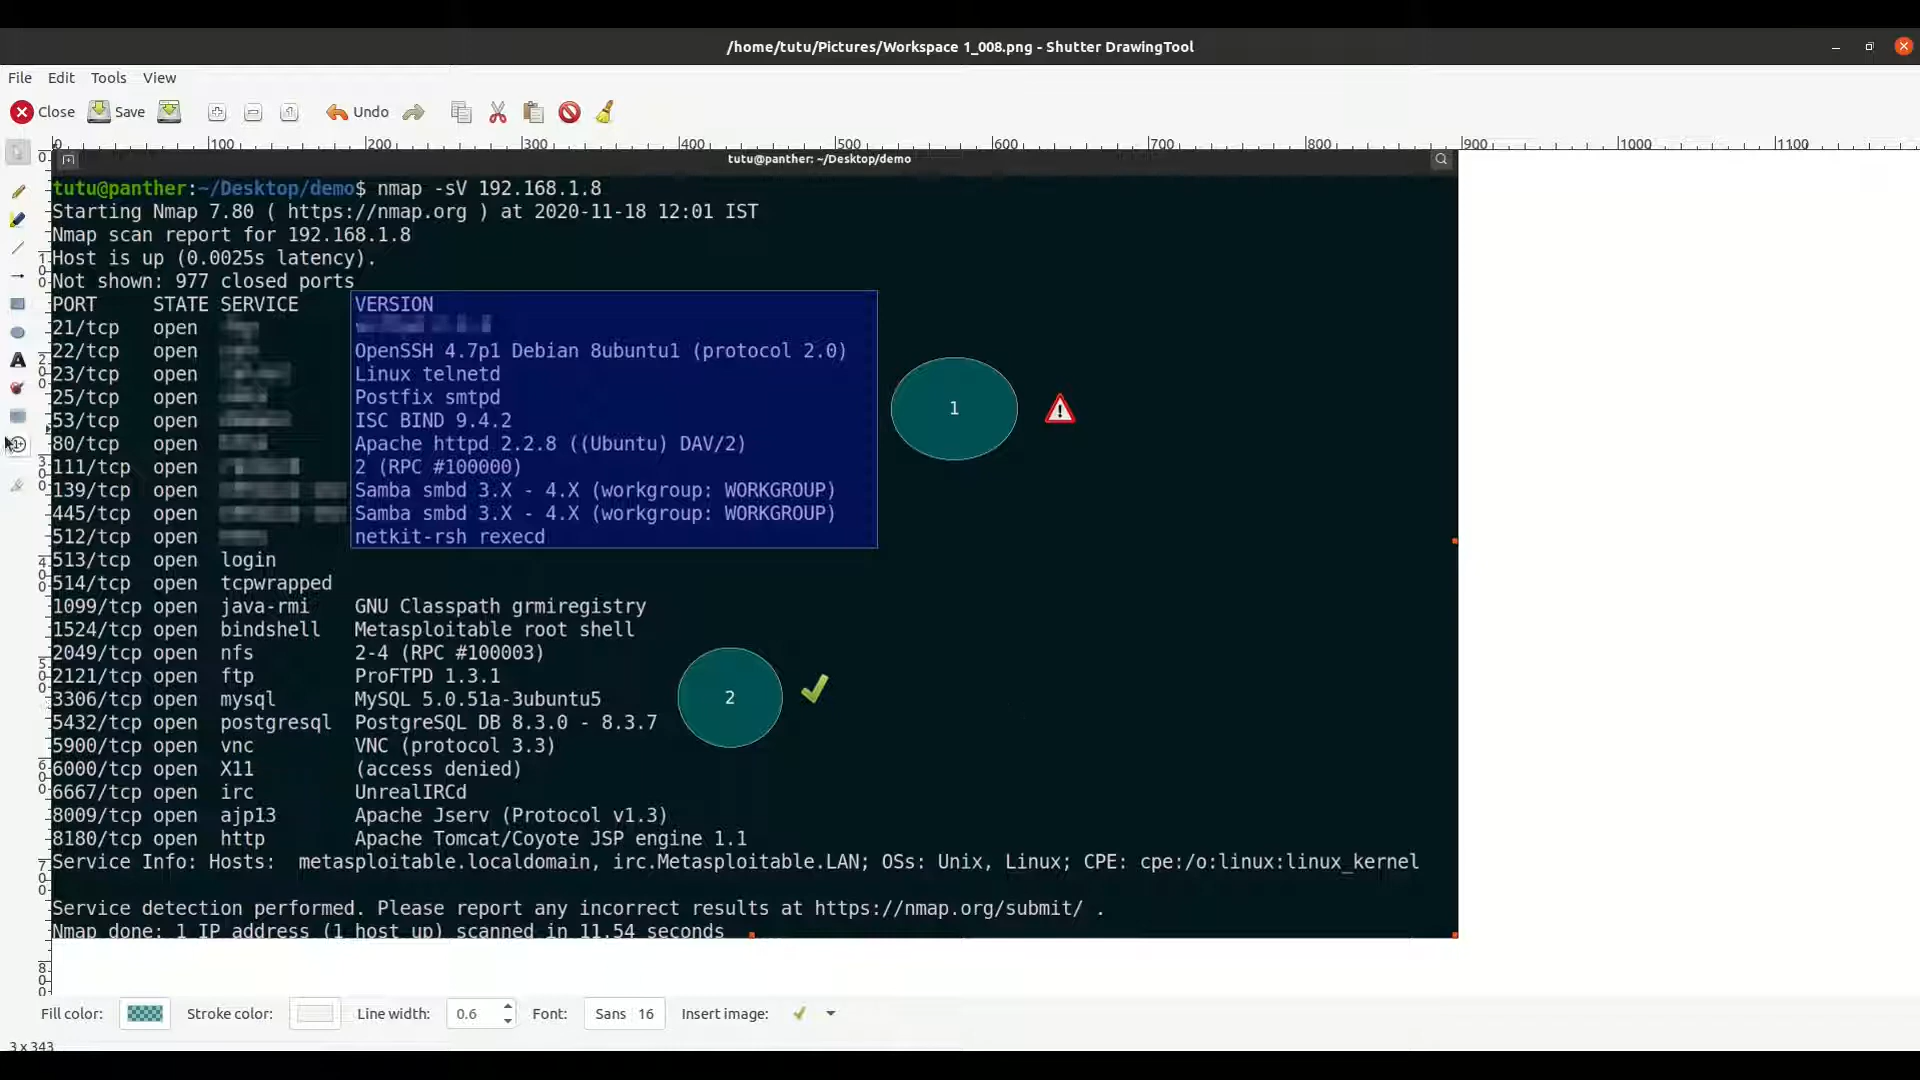 /home/tutu/Pictures/Workspace 1_008.png - Shutter DrawingTool
File Edit Tools View
Close Save Undo
0 100 200 300 400 500 600 700 800 900 1000 1100
tutu@panther: ~/Desktop/demo
tutu@panther:~/Desktop/demo$ nmap -sV 192.168.1.8
Starting Nmap 7.80 ( https://nmap.org ) at 2020-11-18 12:01 IST
Nmap scan report for 192.168.1.8
Host is up (0.0025s latency).
Not shown: 977 closed ports
PORT STATE SERVICE VERSION
21/tcp open
22/tcp open OpenSSH 4.7p1 Debian 8ubuntu1 (protocol 2.0)
23/tcp open Linux telnetd
25/tcp open Postfix smtpd
53/tcp open ISC BIND 9.4.2
80/tcp open Apache httpd 2.2.8 ((Ubuntu) DAV/2)
111/tcp open 2 (RPC #100000)
139/tcp open Samba smbd 3.X - 4.X (workgroup: WORKGROUP)
445/tcp open Samba smbd 3.X - 4.X (workgroup: WORKGROUP)
512/tcp open netkit-rsh rexecd
1
513/tcp open login
514/tcp open tcpwrapped
1099/tcp open java-rmi GNU Classpath grmiregistry
1524/tcp open bindshell Metasploitable root shell
2049/tcp open nfs 2-4 (RPC #100003)
2121/tcp open ftp ProFTPD 1.3.1
3306/tcp open mysql MySQL 5.0.51a-3ubuntu5
2
5432/tcp open postgresql PostgreSQL DB 8.3.0 - 8.3.7
5900/tcp open vnc VNC (protocol 3.3)
6000/tcp open X11 (access denied)
6667/tcp open irc UnrealIRCd
8009/tcp open ajp13 Apache Jserv (Protocol v1.3)
8180/tcp open http Apache Tomcat/Coyote JSP engine 1.1
Service Info: Hosts: metasploitable.localdomain, irc.Metasploitable.LAN; OSs: Unix, Linux; CPE: cpe:/o:linux:linux_kernel
Service detection performed. Please report any incorrect results at https://nmap.org/submit/ .
Nmap done: 1 IP address (1 host up) scanned in 11.54 seconds
Fill color: Stroke color: Line width: 0.6 Font: Sans 16 Insert image:
3 x 343